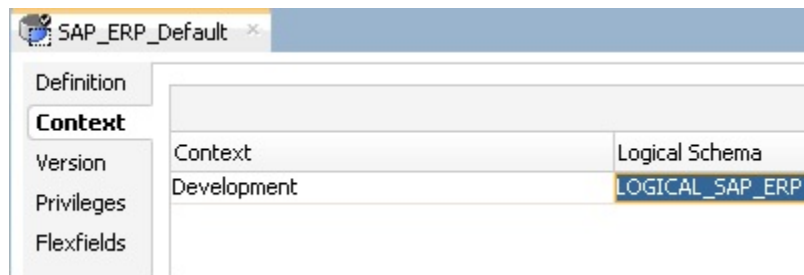 SAP_ERP_Default
Definition
Context
Version
Privileges
Flexfields
Context Logical Schema
Development LOGICAL_SAP_ERP